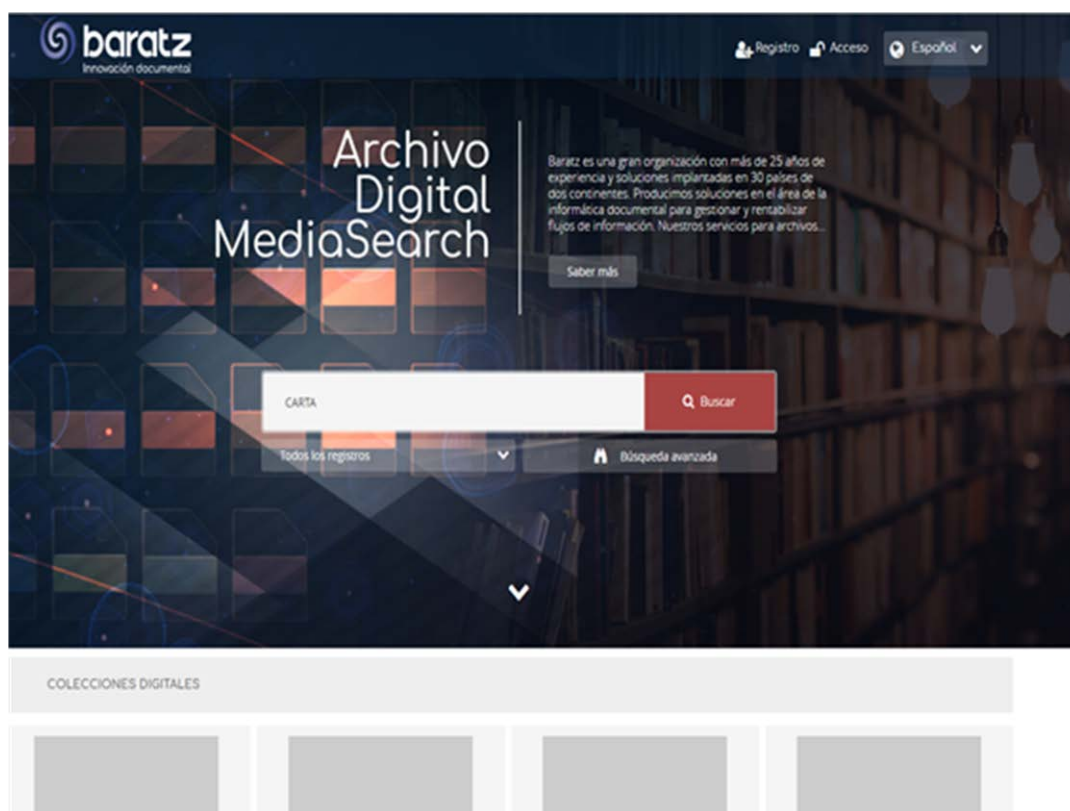 baratz
Innovación documental
Registro
Acceso
Español
Archivo
Digital
MediaSearch
Baratz es una gran organización con más de 25 años de
experiencia y soluciones implantadas en 30 países de
dos continentes. Producimos soluciones en el área de la
informática documental para gestionar y rentabilizar
flujos de información. Nuestros servicios para archivos...
Saber más
CARTA
Buscar
Todos los registros
Búsqueda avanzada
COLECCIONES DIGITALES